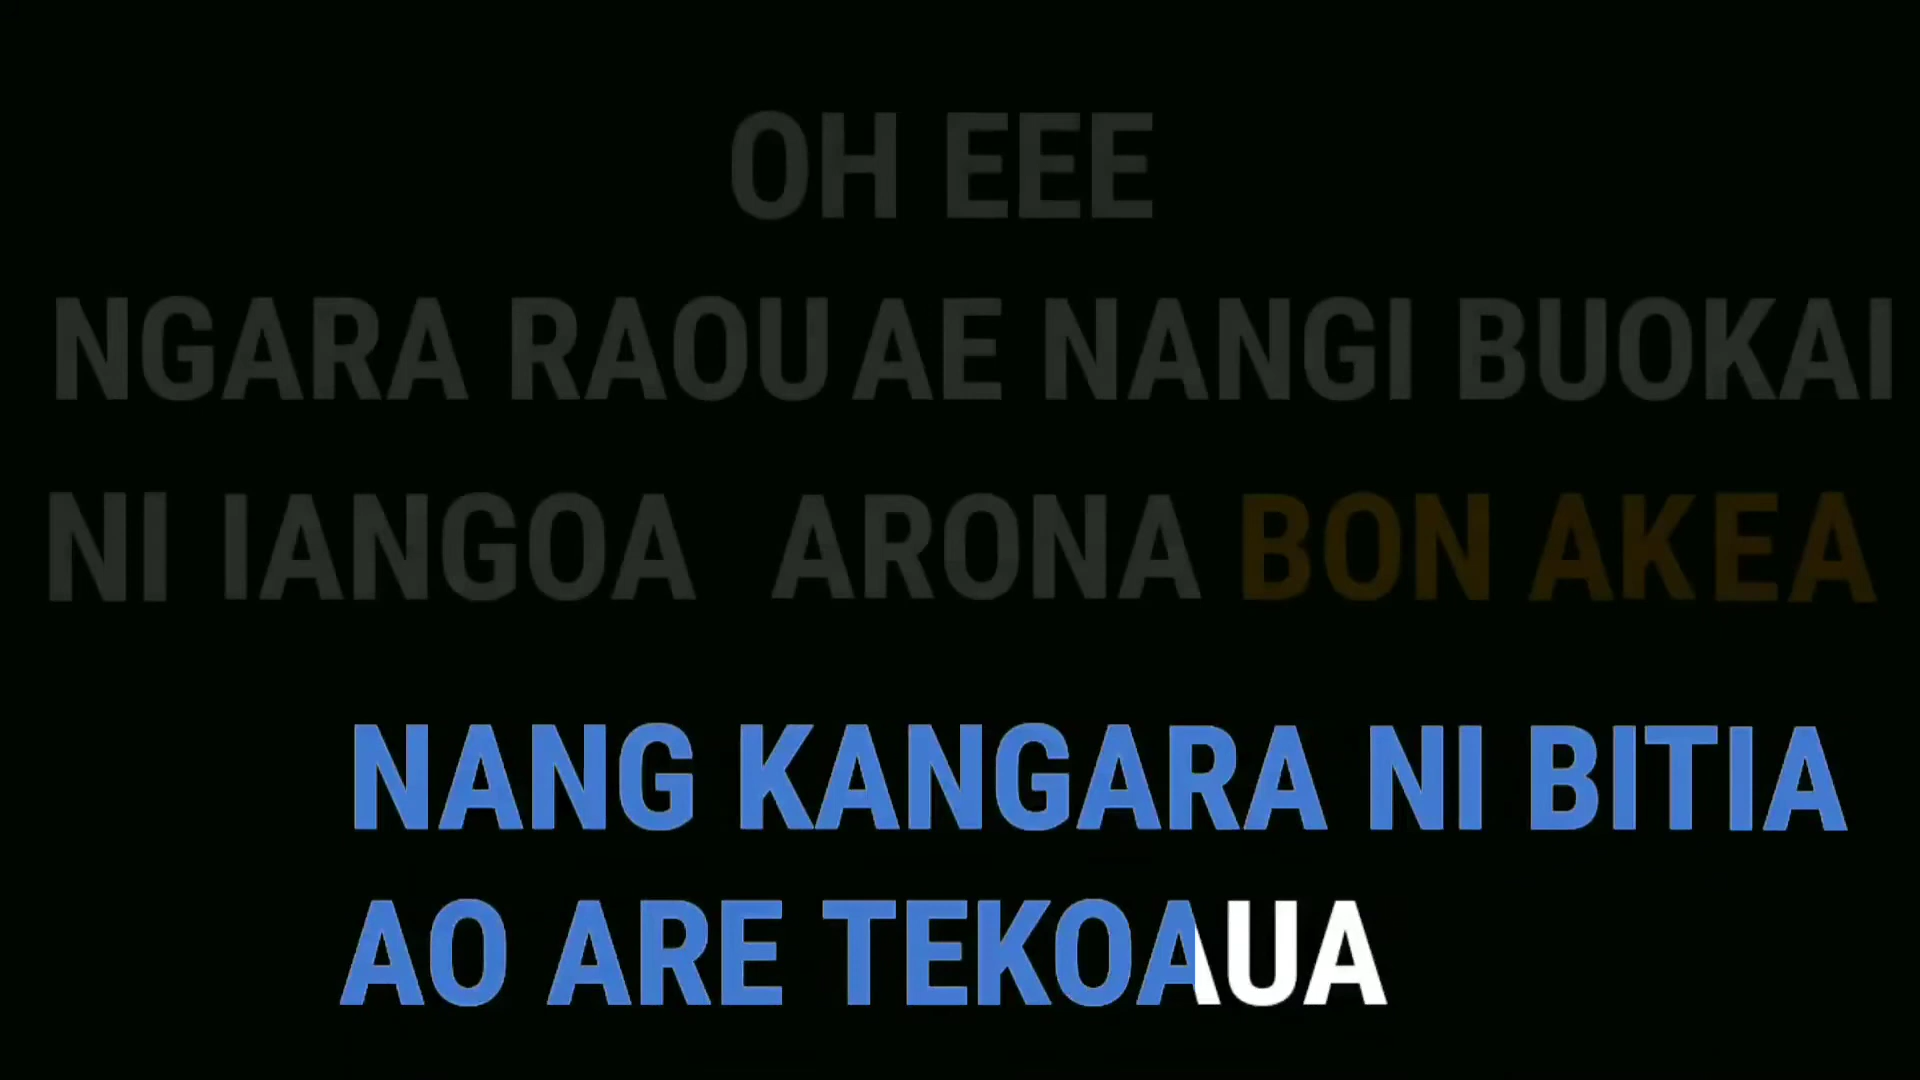 OH EEE
NGARA RAOU AE NANGI BUOKAI
NI IANGOA ARONA BON AKEA
NANG KANGARA NI BITIA
AO ARE TEKOAUA